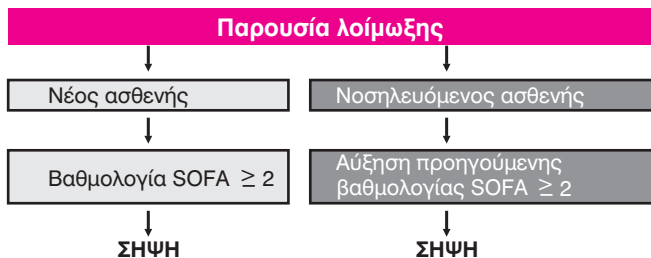 Παρουσία λοίμωξης
Νέος ασθενής
Νοσηλευόμενος ασθενής
Βαθμολογία SOFA ≥ 2
Αύξηση προηγούμενης
βαθμολογίας SOFA ≥ 2
ΣΗΨΗ
ΣΗΨΗ